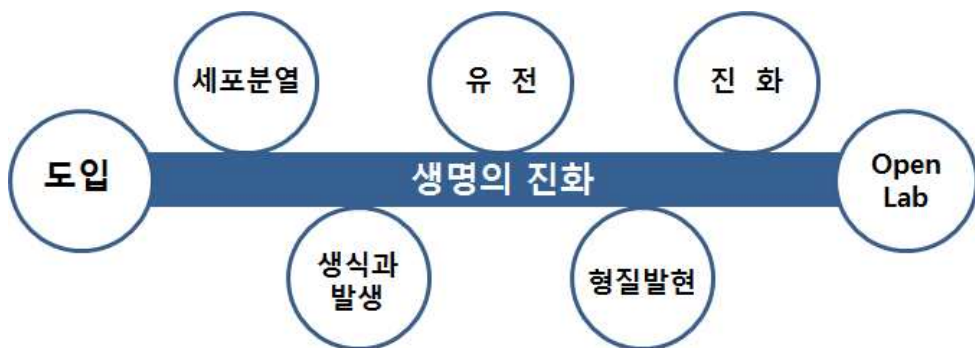 세포분열
유 전
진 화
도입
생명의 진화
Open
Lab
생식과
발생
형질발현